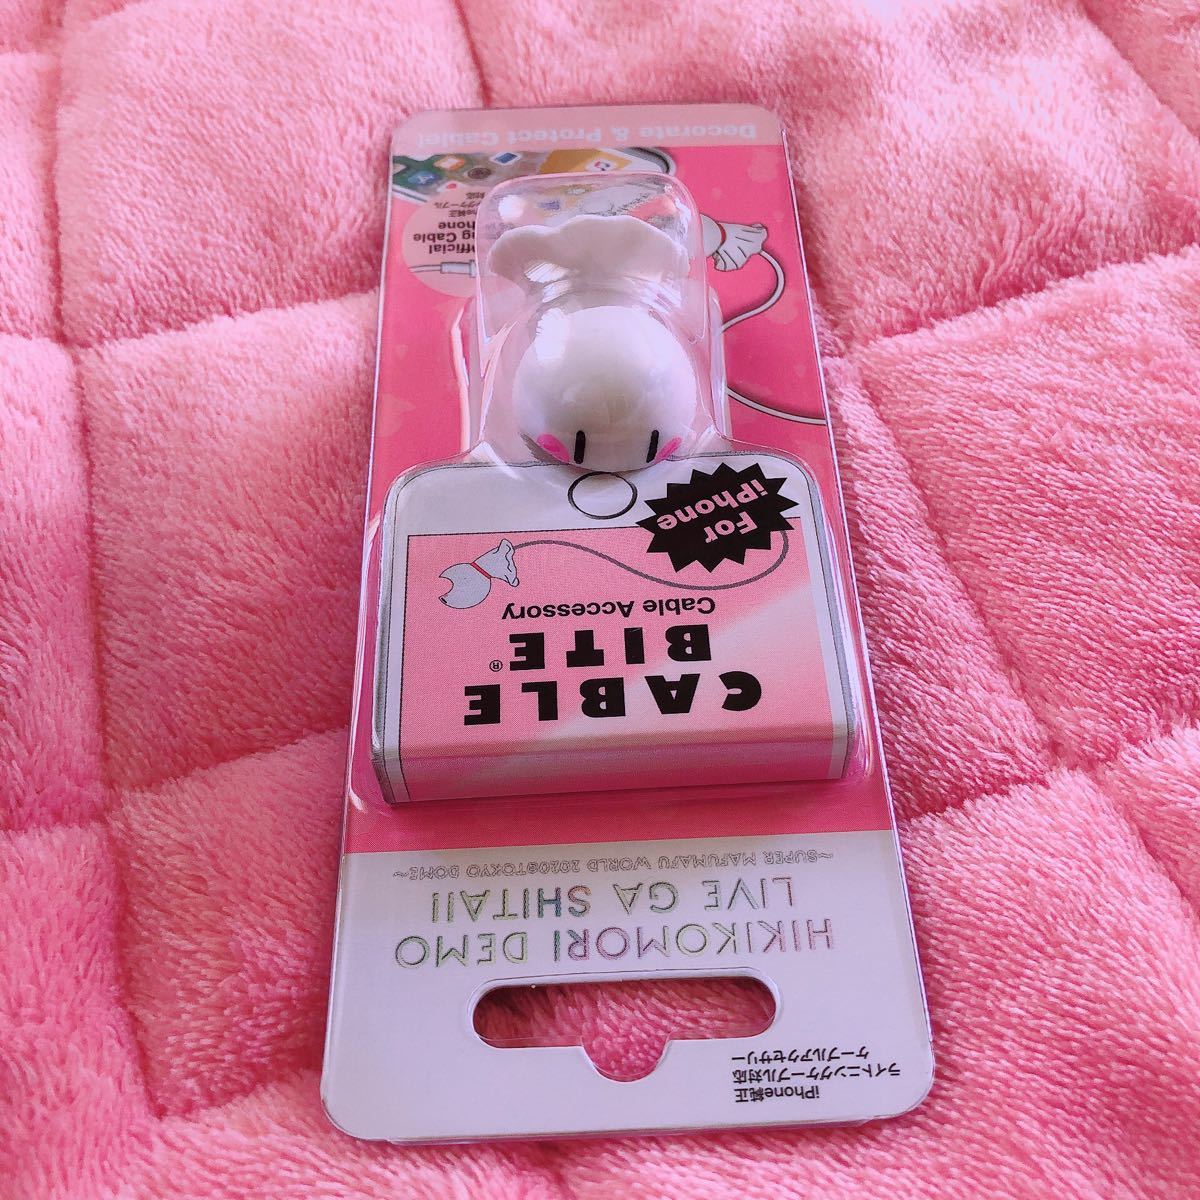 iPhone純正
ライトニングケーブル対応
ケーブルアクセサリー
HIKIKOMORI DEMO
LIVE GA SHITAI!
~SUPER MAFUMAFU WORLD 2020@TOKYO DOME~
CABLE
BITE®
Cable Accessory
For
iPhone
Official
Cable
Decorate & Protect Cable!